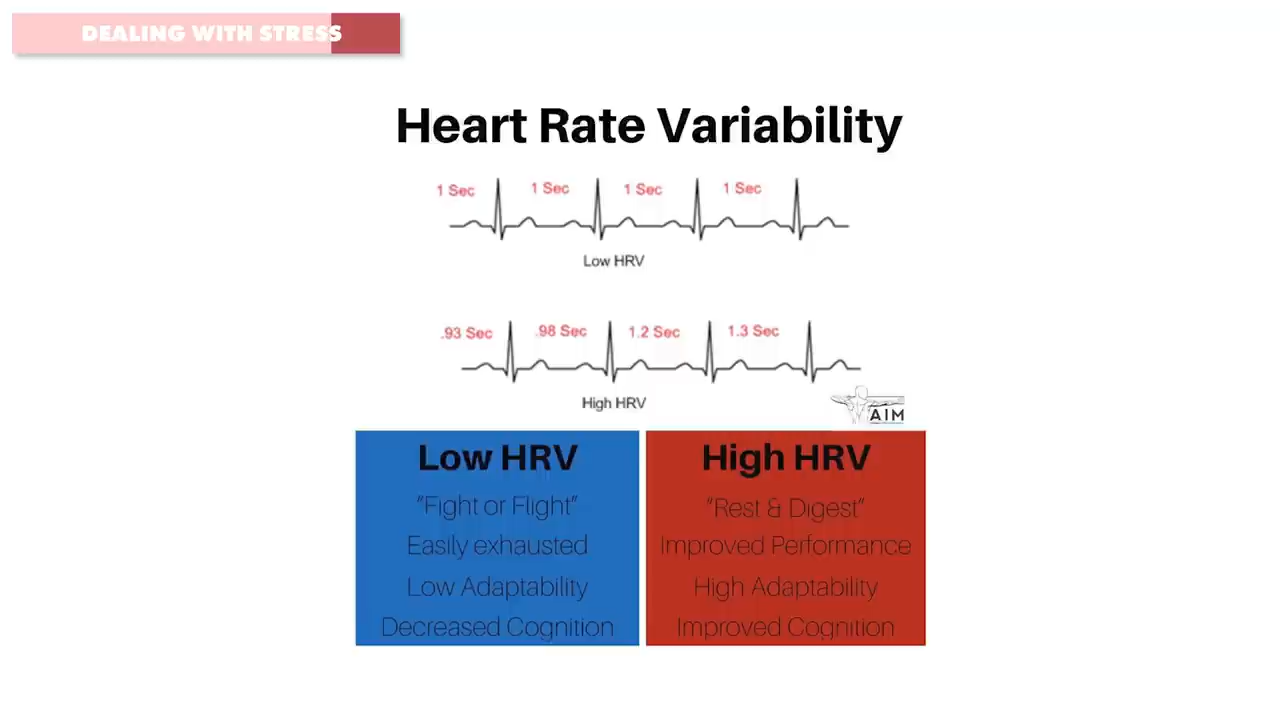 DEALING WITH STRESS
Heart Rate Variability
1 Sec 1 Sec 1 Sec 1 Sec
Low HRV
.93 Sec .98 Sec 1.2 Sec 1.3 Sec
High HRV
AIM
Low HRV
“Fight or Flight”
Easily exhausted
Low Adaptability
Decreased Cognition
High HRV
“Rest & Digest”
Improved Performance
High Adaptability
Improved Cognition